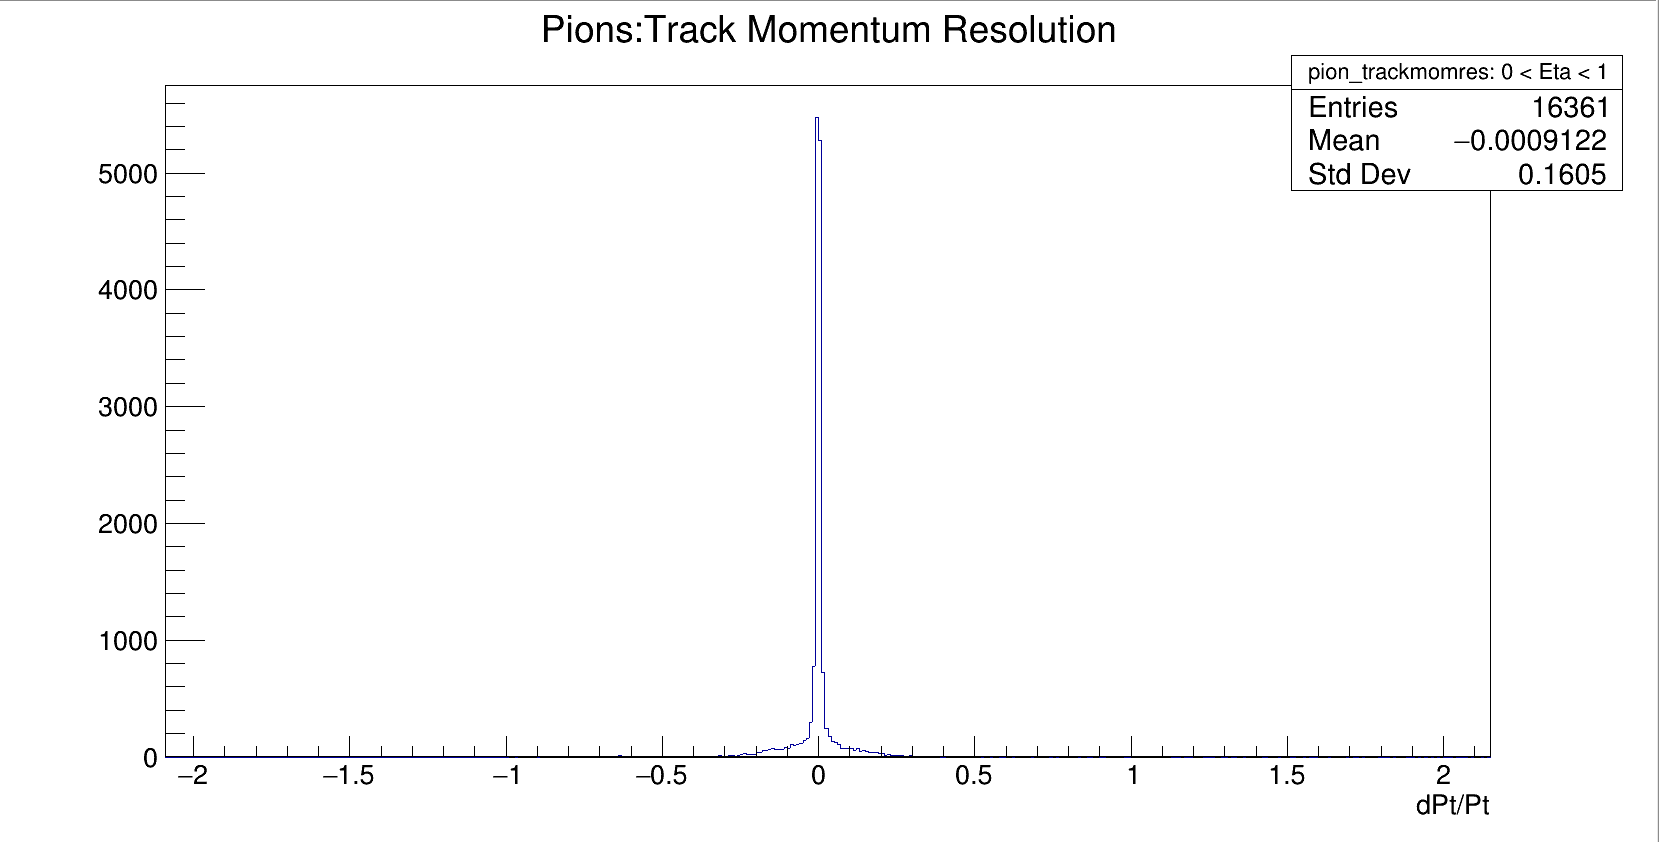 Pions:Track Momentum Resolution
pion_trackmomres: 0 < Eta < 1
Entries 16361
Mean −0.0009122
Std Dev 0.1605
5000
4000
3000
2000
1000
0
−2 −1.5 −1 −0.5 0 0.5 1 1.5 2
dPt/Pt